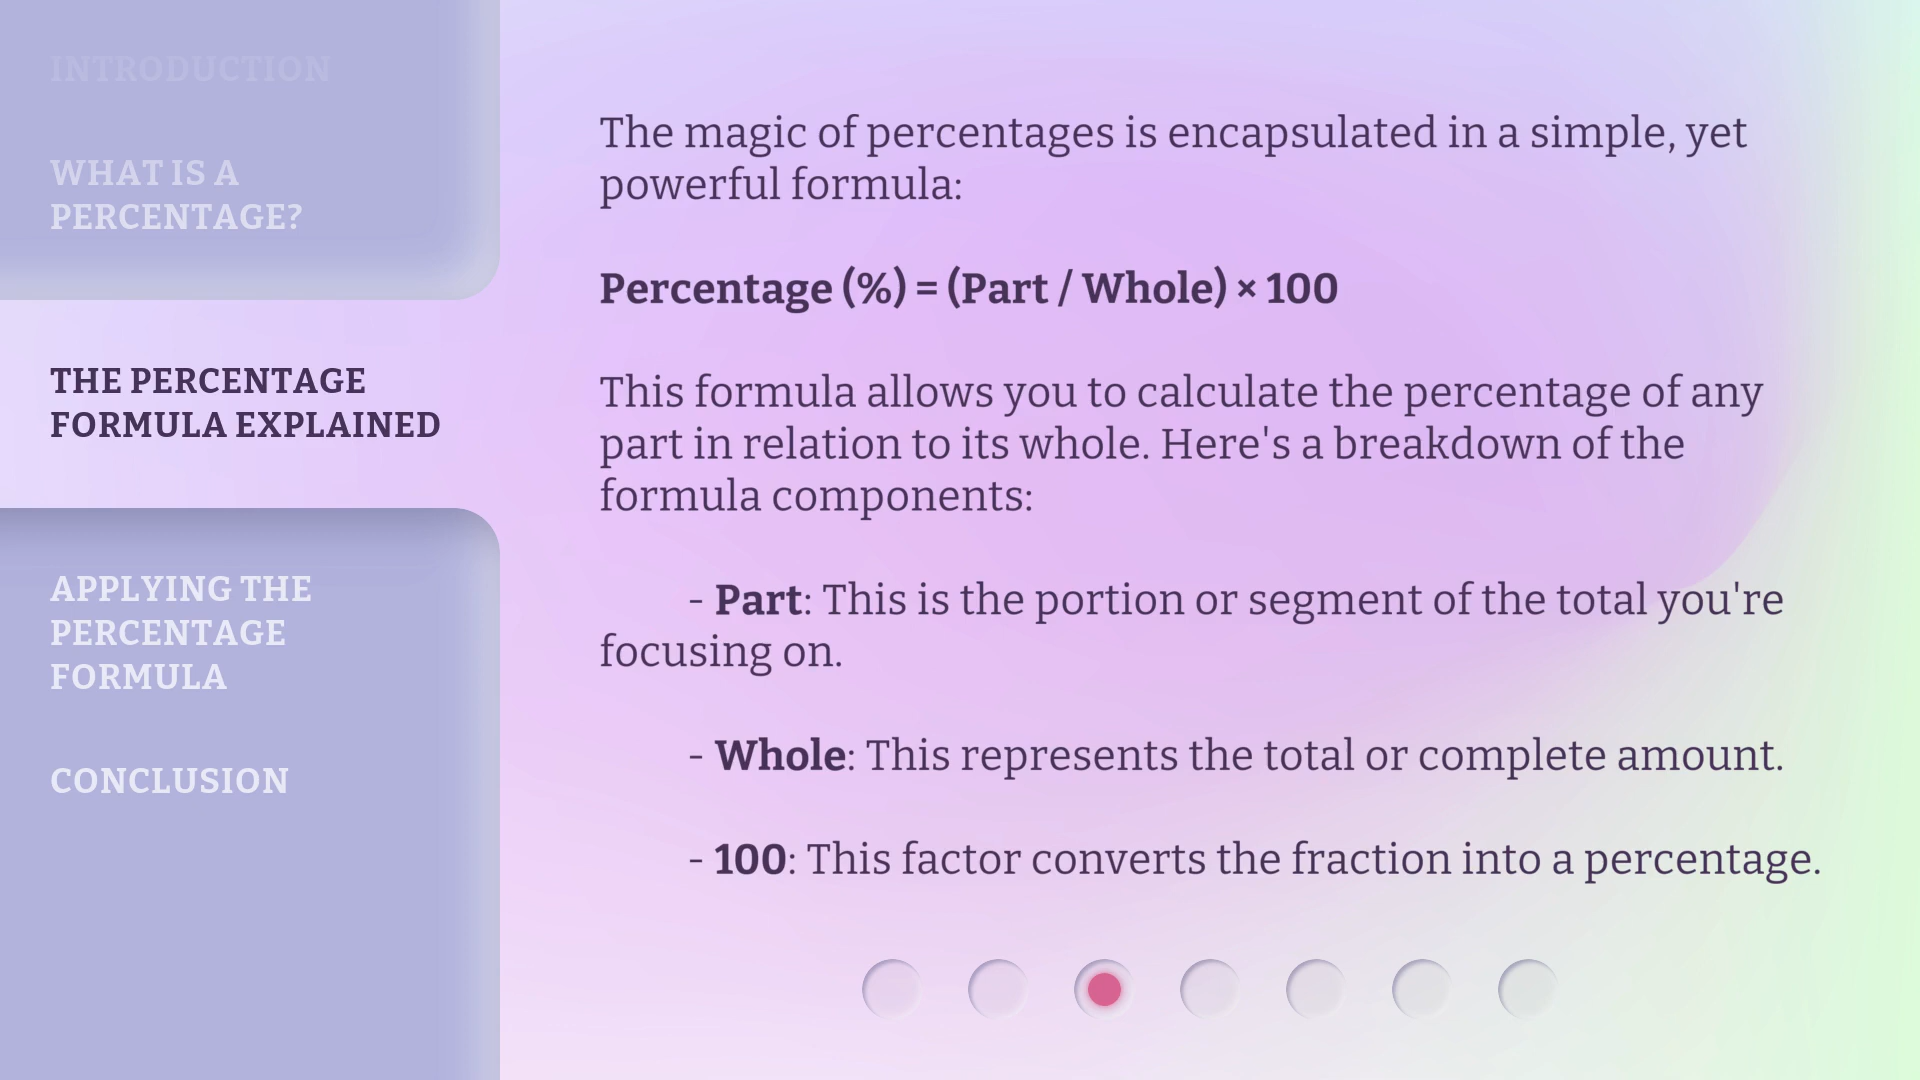 INTRODUCTION
WHAT IS A
PERCENTAGE?
THE PERCENTAGE
FORMULA EXPLAINED
APPLYING THE
PERCENTAGE
FORMULA
CONCLUSION
The magic of percentages is encapsulated in a simple, yet
powerful formula:
Percentage (%) = (Part / Whole) × 100
This formula allows you to calculate the percentage of any
part in relation to its whole. Here's a breakdown of the
formula components:
- Part: This is the portion or segment of the total you're
focusing on.
- Whole: This represents the total or complete amount.
- 100: This factor converts the fraction into a percentage.